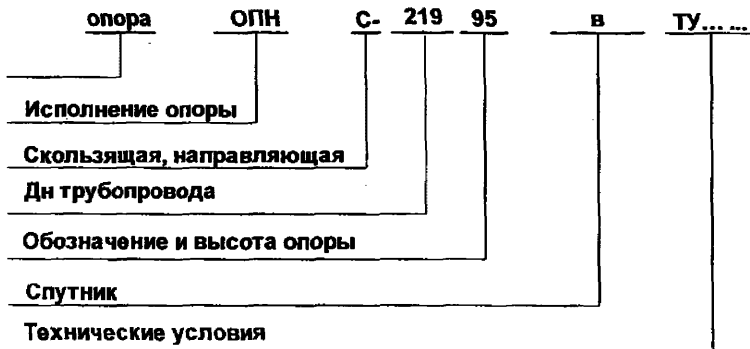 опора ОПН С- 219 95 в ТУ... ...
Исполнение опоры
Скользящая, направляющая
Дн трубопровода
Обозначение и высота опоры
Спутник
Технические условия